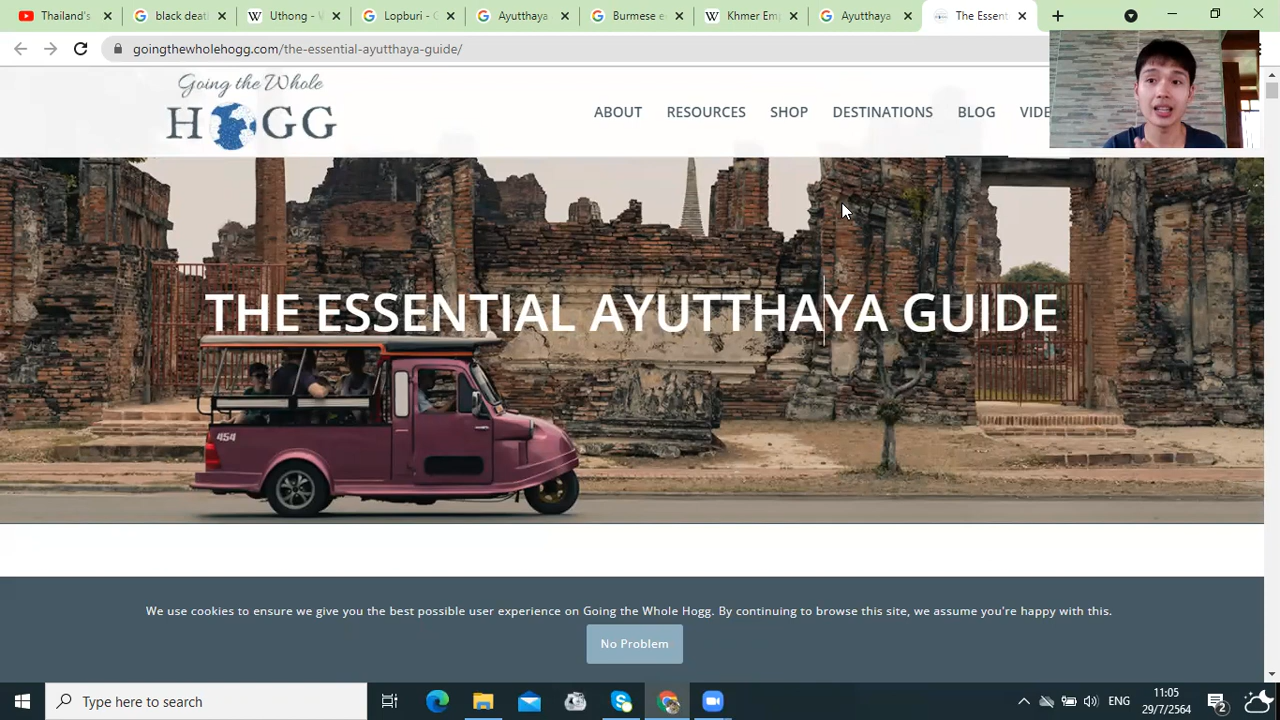 Thailand's
black deat
Uthong - W
Lopburi - G
Ayutthaya
Burmese e
Khmer Emp
Ayutthaya
The Essent
goingthewholehogg.com/the-essential-ayutthaya-guide/
Going the Whole
HOGG
ABOUT
RESOURCES
SHOP
DESTINATIONS
BLOG
VIDE
THE ESSENTIAL AYUTTHAYA GUIDE
454
We use cookies to ensure we give you the best possible user experience on Going the Whole Hogg. By continuing to browse this site, we assume you're happy with this.
No Problem
Type here to search
ENG
11:05
29/7/2564
2